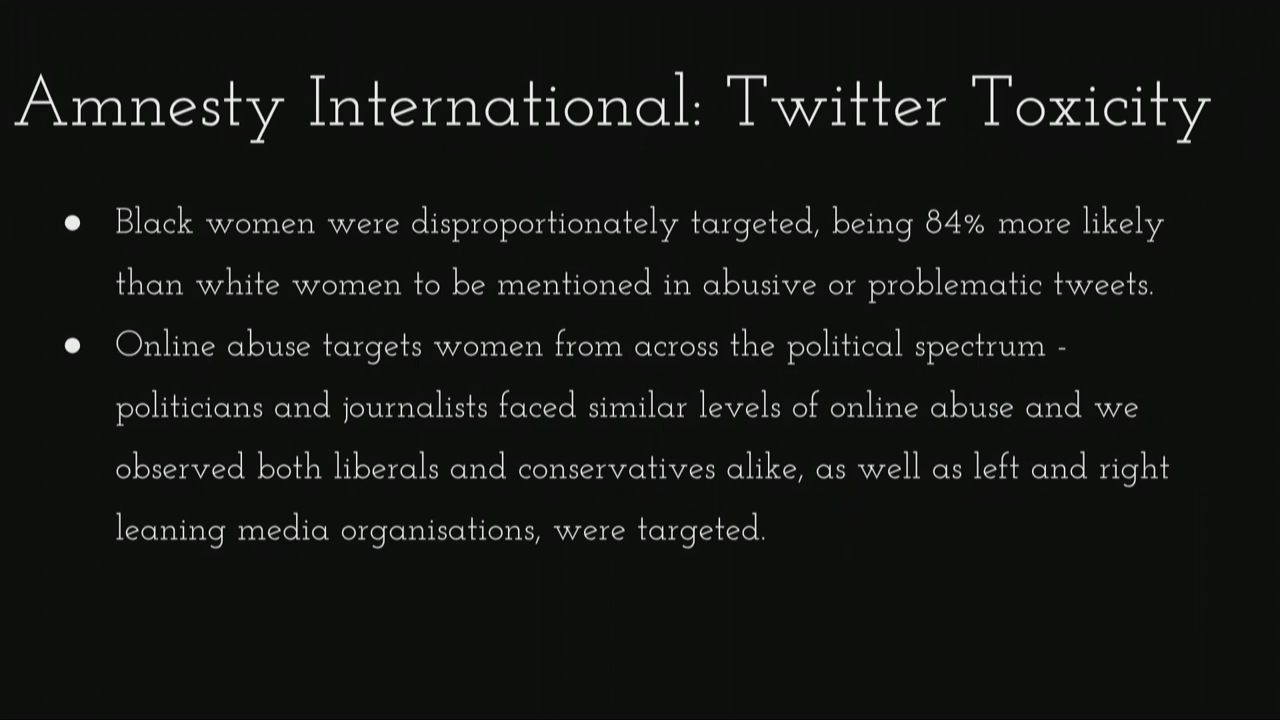 Amnesty International: Twitter Toxicity
● Black women were disproportionately targeted, being 84% more likely
than white women to be mentioned in abusive or problematic tweets.
● Online abuse targets women from across the political spectrum -
politicians and journalists faced similar levels of online abuse and we
observed both liberals and conservatives alike, as well as left and right
leaning media organisations, were targeted.